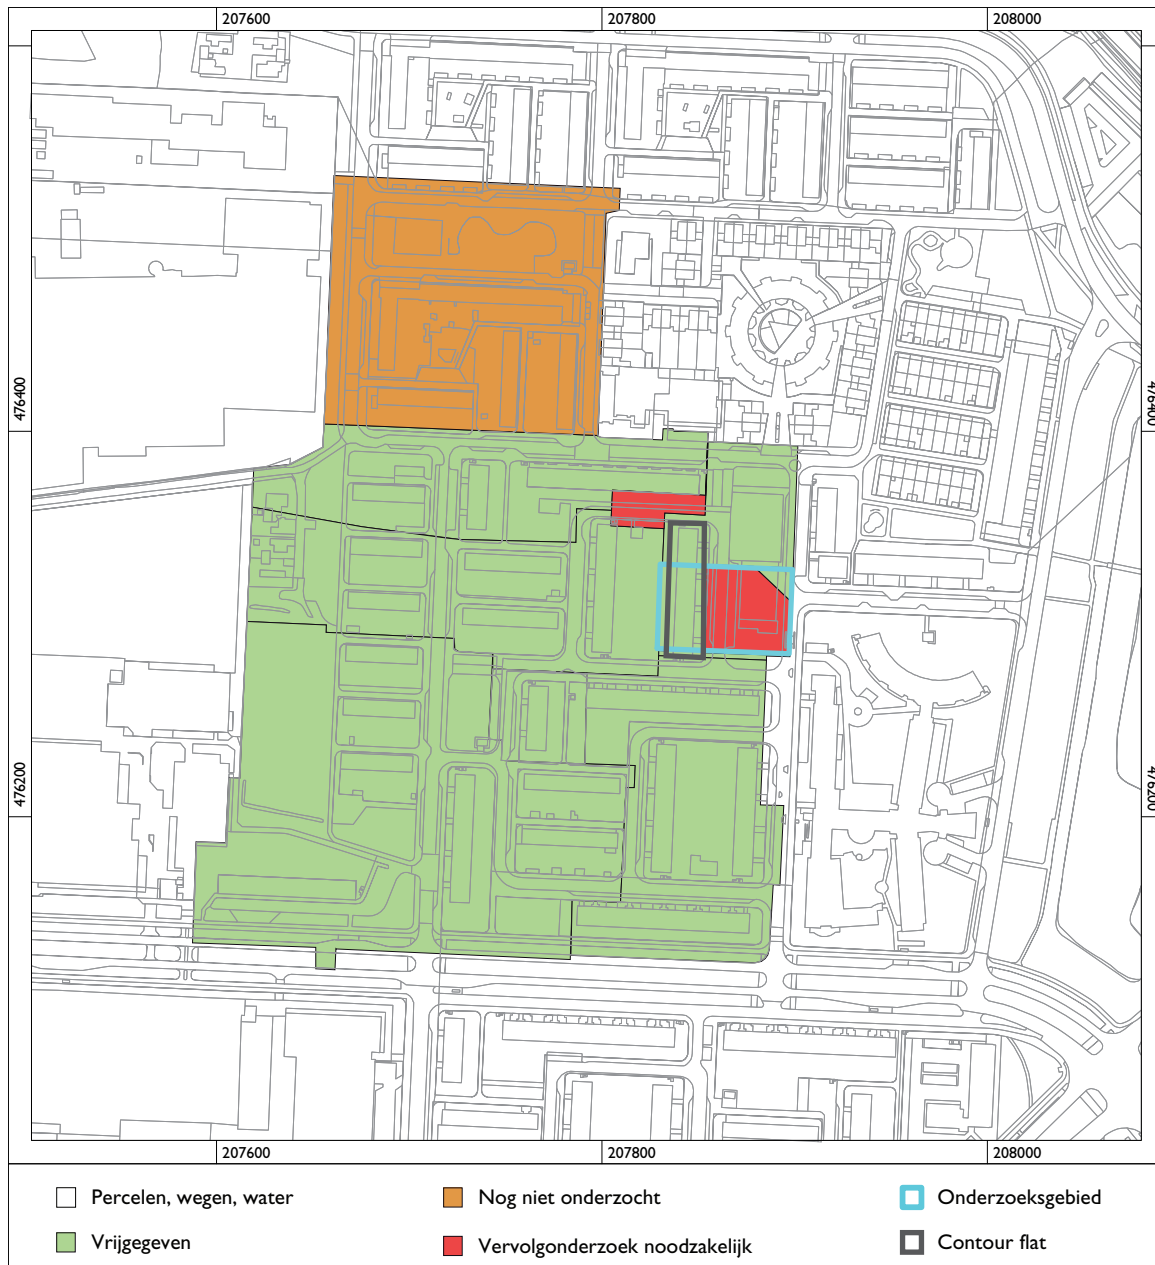 207600
207800
208000
476400
476400
476200
476200
207600
207800
208000
Percelen, wegen, water
Nog niet onderzocht
Onderzoeksgebied
Vrijgegeven
Vervolgonderzoek noodzakelijk
Contour flat